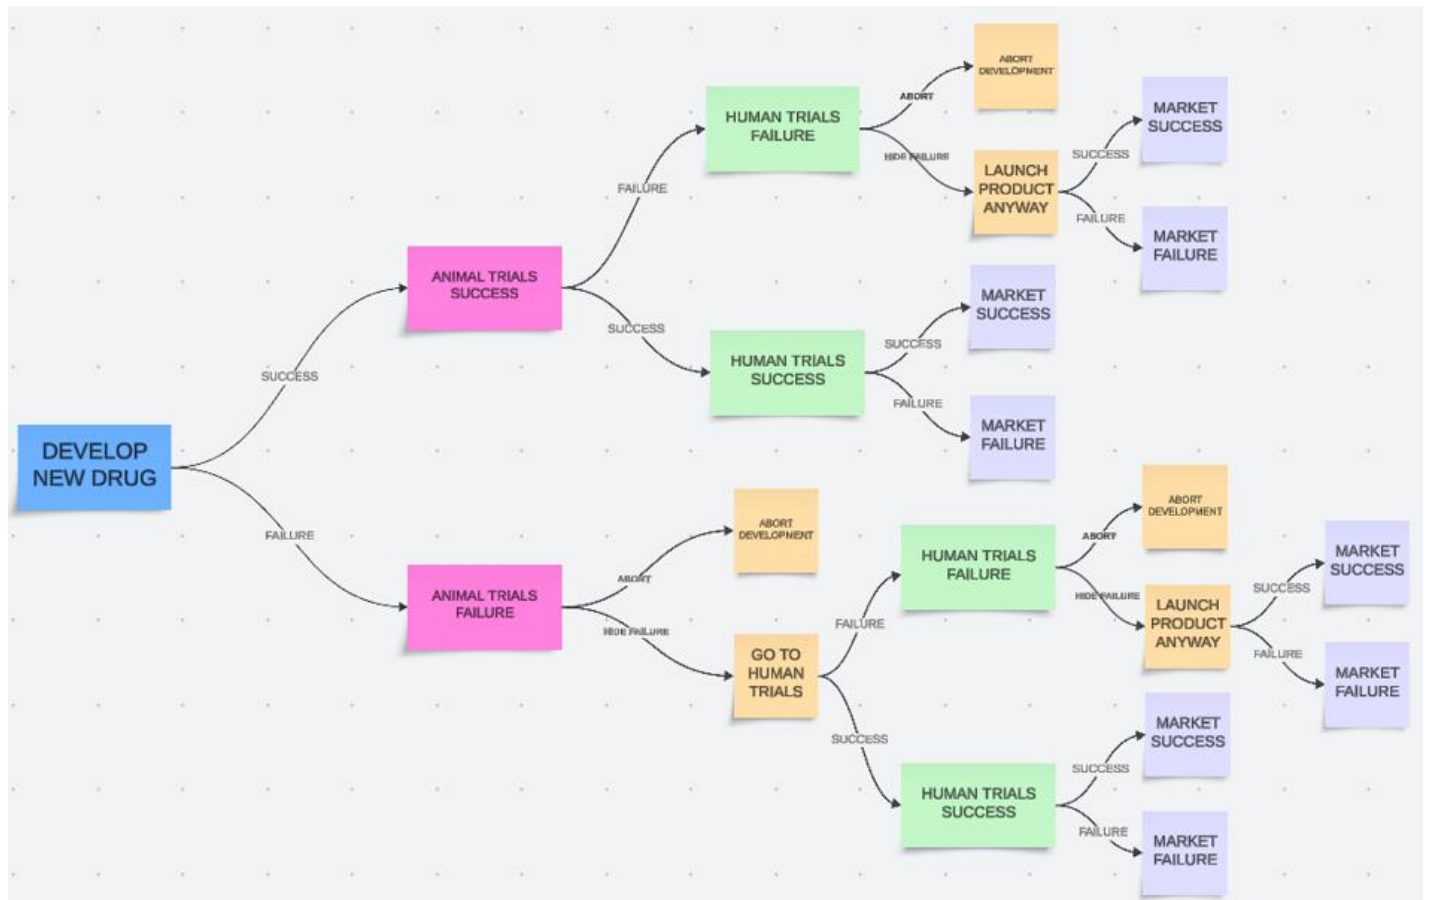 ABORT
DEVELOPMENT
ABORT
HUMAN TRIALS
FAILURE
MARKET
SUCCESS
HIDE FAILURE
SUCCESS
LAUNCH
PRODUCT
ANYWAY
FAILURE
FAILURE
MARKET
FAILURE
ANIMAL TRIALS
SUCCESS
MARKET
SUCCESS
SUCCESS
SUCCESS
HUMAN TRIALS
SUCCESS
SUCCESS
FAILURE
MARKET
FAILURE
DEVELOP
NEW DRUG
FAILURE
ABORT
DEVELOPMENT
ABORT
ANIMAL TRIALS
FAILURE
HIDE FAILURE
GO TO
HUMAN
TRIALS
FAILURE
HUMAN TRIALS
FAILURE
ABORT
ABORT
DEVELOPMENT
HIDE FAILURE
LAUNCH
PRODUCT
ANYWAY
SUCCESS
MARKET
SUCCESS
FAILURE
MARKET
FAILURE
SUCCESS
HUMAN TRIALS
SUCCESS
SUCCESS
MARKET
SUCCESS
FAILURE
MARKET
FAILURE